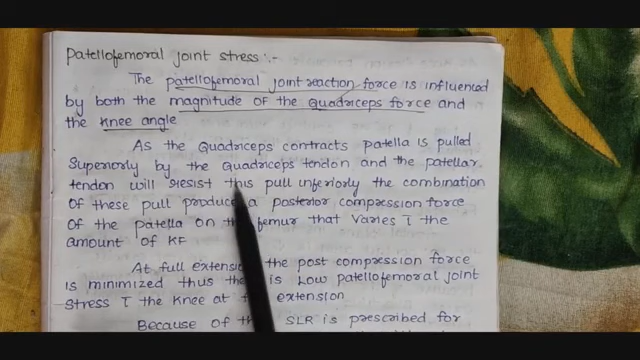 Patellofemoral joint stress :-
The patellofemoral joint reaction force is influenced
by both the magnitude of the Quadriceps force and
the knee angle
As the Quadriceps contracts patella is pulled
Superiorly by the Quadriceps tendon and the patellar
tendon will resist this pull inferiorly the combination
of these pull produce a posterior compression force
of the patella on the femur that varies T the
amount of KF
At full extension the post compression force
is minimized thus is Low patellofemoral joint
stress T the Knee at extension
Because of SLR is prescribed for